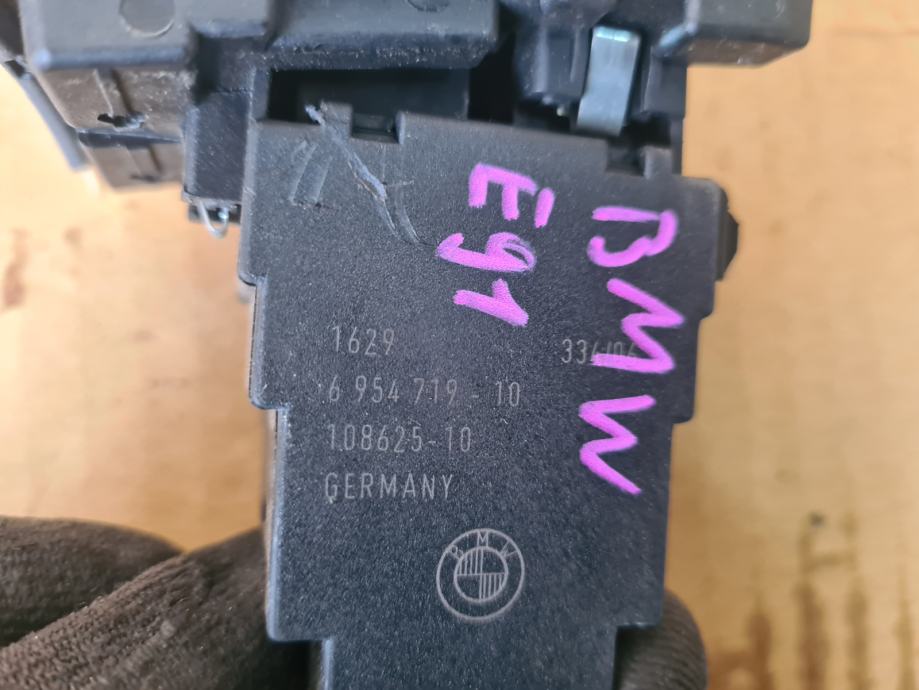 BMW
E91
1629
6 954 719 - 10
108625-10
GERMANY
BMW